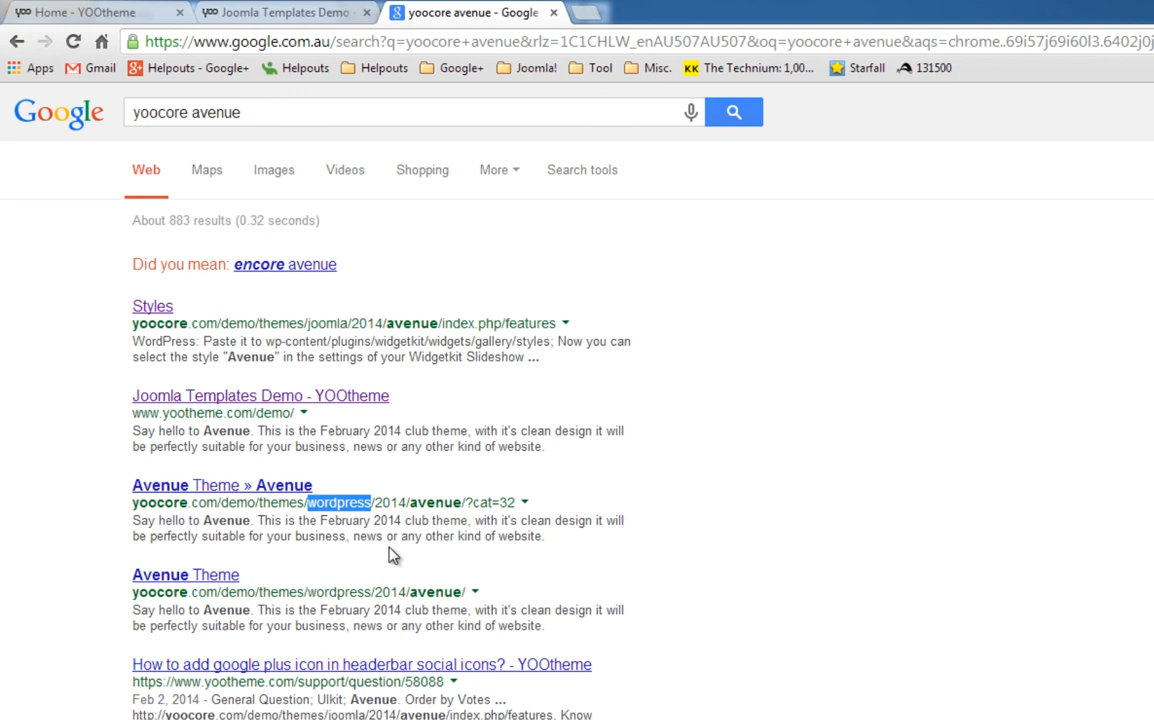 YOO Home - YOOtheme
YOO Joomla Templates Demo
yoocore avenue - Google
https://www.google.com.au/search?q=yoocore+avenue&rlz=1C1CHLW_enAU507AU507&oq=yoocore+avenue&aqs=chrome..69i57j69i60l3.6402j0j
Apps Gmail Helpouts - Google+ Helpouts Helpouts Google+ Joomla! Tool Misc. KK The Technium: 1,00... Starfall 131500
Google yoocore avenue
Web Maps Images Videos Shopping More Search tools
About 883 results (0.32 seconds)
Did you mean: encore avenue
Styles
yoocore.com/demo/themes/joomla/2014/avenue/index.php/features
WordPress: Paste it to wp-content/plugins/widgetkit/widgets/gallery/styles; Now you can
select the style "Avenue" in the settings of your Widgetkit Slideshow ...
Joomla Templates Demo - YOOtheme
www.yootheme.com/demo/
Say hello to Avenue. This is the February 2014 club theme, with it's clean design it will
be perfectly suitable for your business, news or any other kind of website.
Avenue Theme » Avenue
yoocore.com/demo/themes/wordpress/2014/avenue/?cat=32
Say hello to Avenue. This is the February 2014 club theme, with it's clean design it will
be perfectly suitable for your business, news or any other kind of website.
Avenue Theme
yoocore.com/demo/themes/wordpress/2014/avenue/
Say hello to Avenue. This is the February 2014 club theme, with it's clean design it will
be perfectly suitable for your business, news or any other kind of website.
How to add google plus icon in headerbar social icons? - YOOtheme
https://www.yootheme.com/support/question/58088
Feb 2, 2014 - General Question; UIkit; Avenue. Order by Votes ...
http://yoocore.com/demo/themes/joomla/2014/avenue/index.php/features. Know